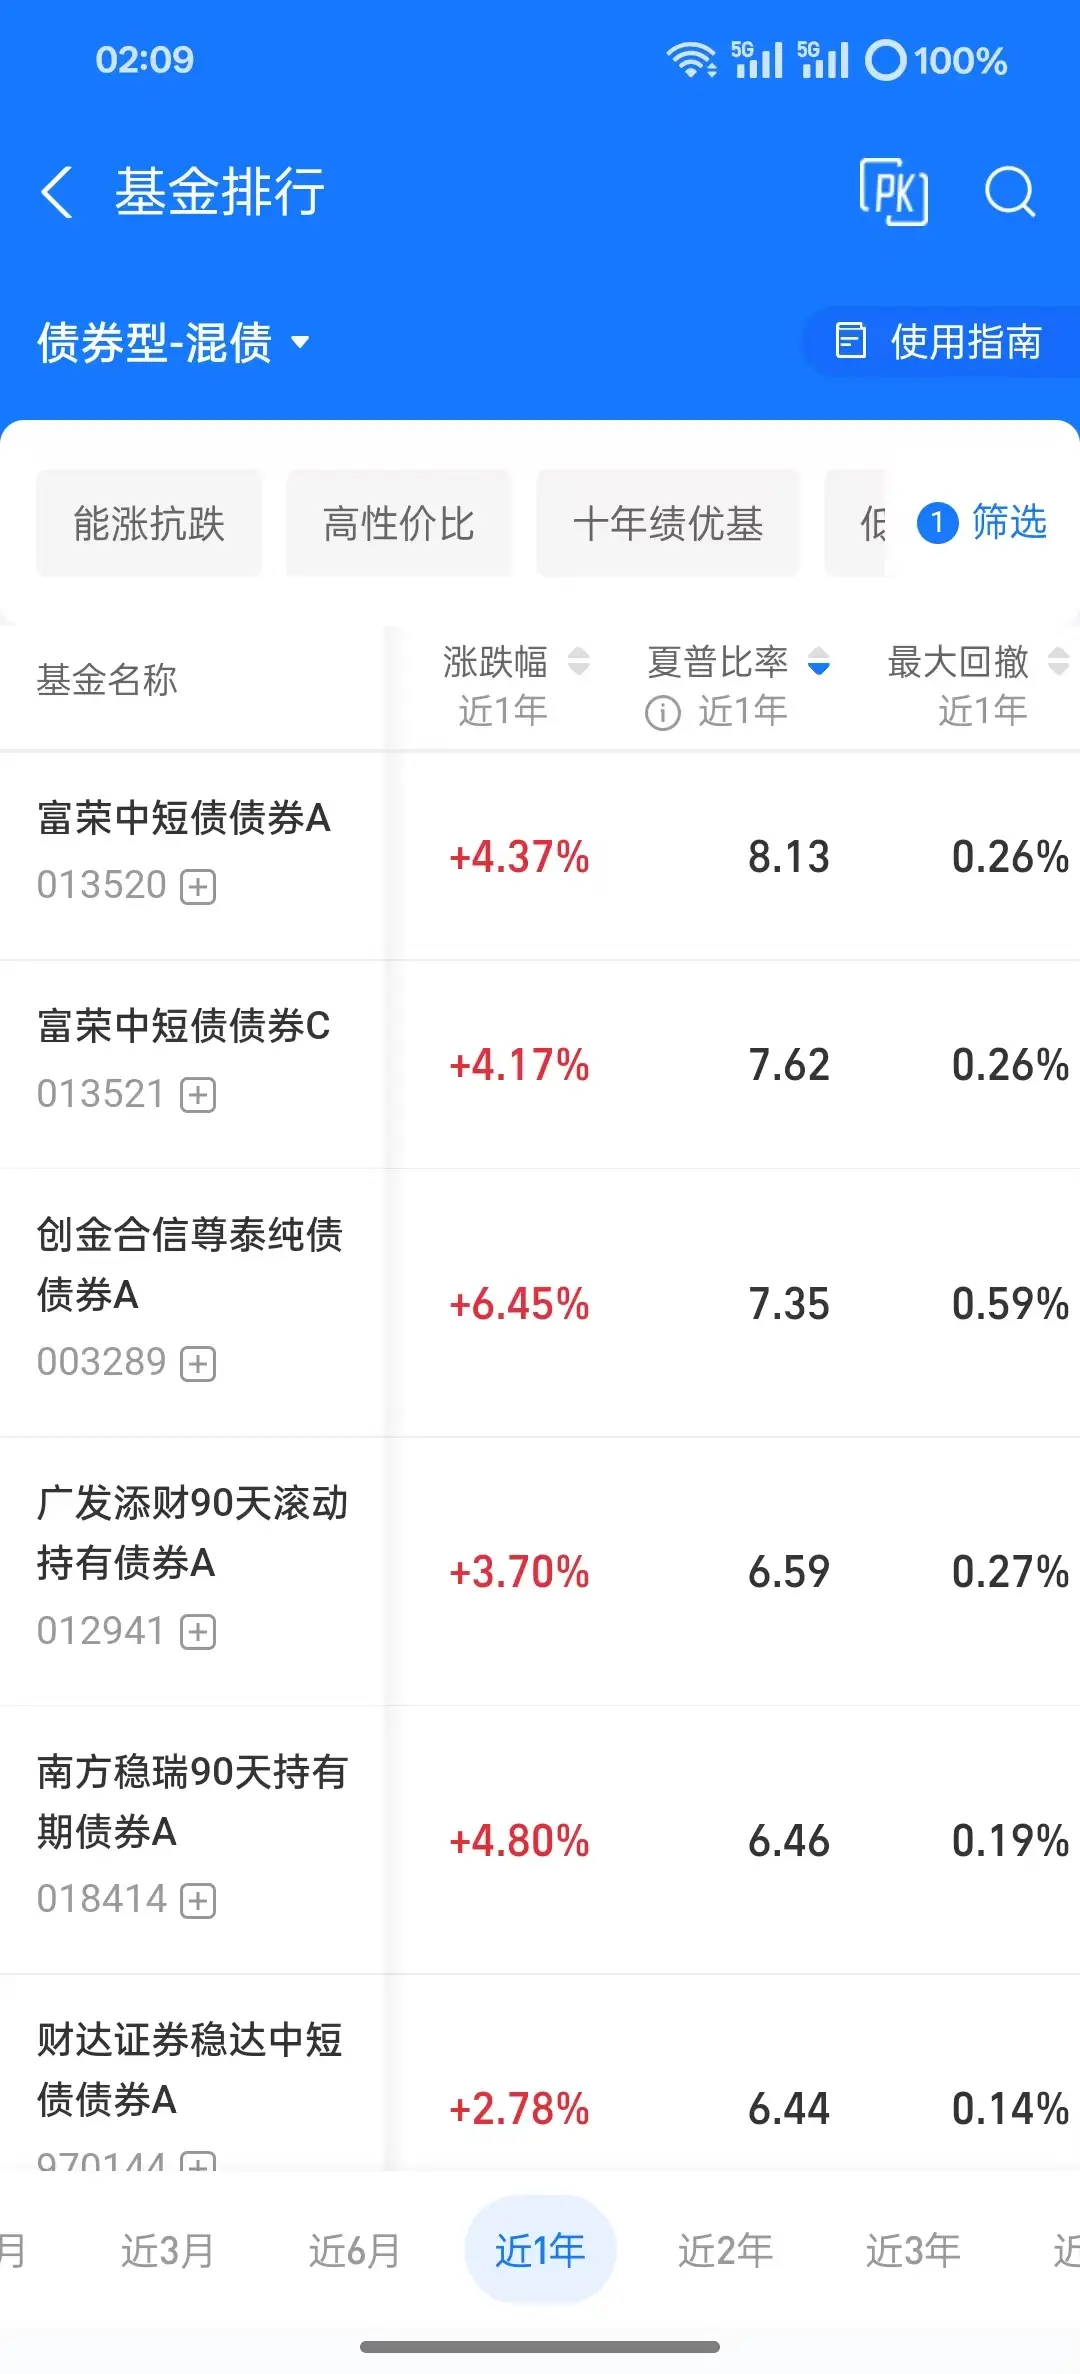 02:09
5G 5G 100%
基金排行
PK
债券型-混债
使用指南
能涨抗跌 高性价比 十年绩优基 1 筛选
基金名称 涨跌幅 夏普比率 最大回撤
近1年 近1年 近1年
富荣中短债债券A
013520
+4.37% 8.13 0.26%
富荣中短债债券C
013521
+4.17% 7.62 0.26%
创金合信尊泰纯债
债券A
003289
+6.45% 7.35 0.59%
广发添财90天滚动
持有债券A
012941
+3.70% 6.59 0.27%
南方稳瑞90天持有
期债券A
018414
+4.80% 6.46 0.19%
财达证券稳达中短
债债券A
970144
+2.78% 6.44 0.14%
月 近3月 近6月 近1年 近2年 近3年 近